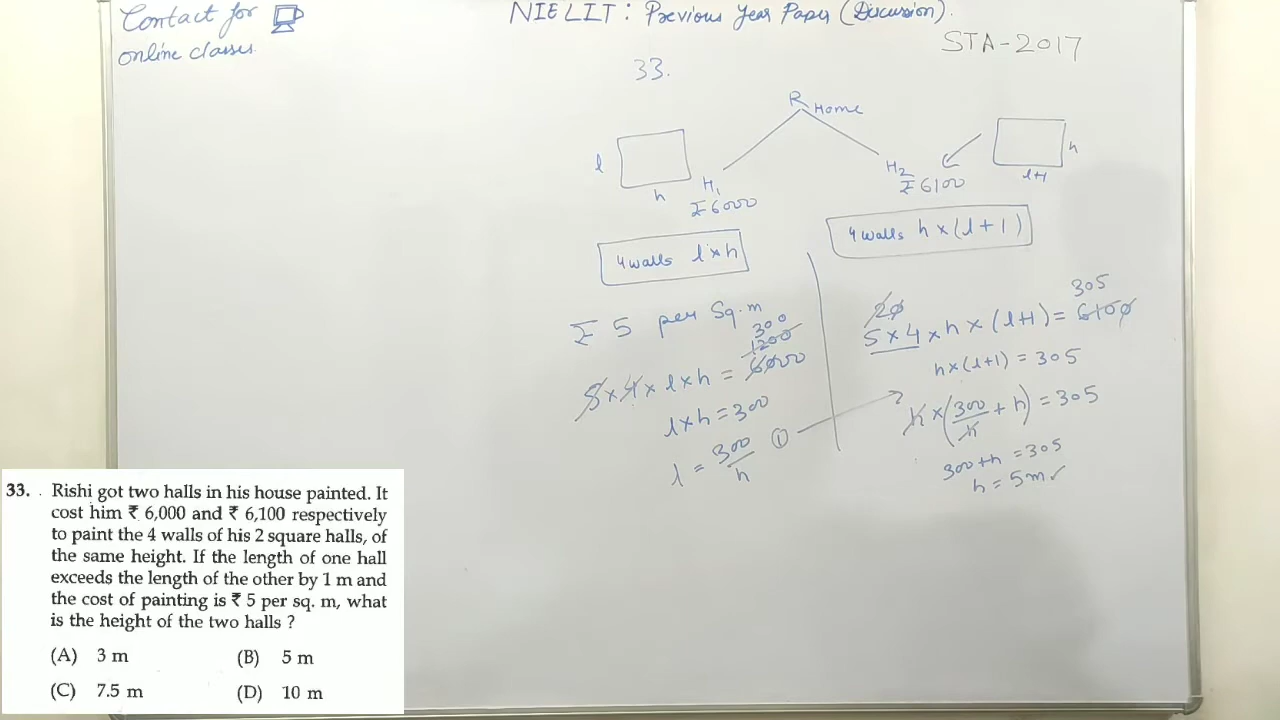 Contact for
online classes
NIELIT : Previous Year Paper (Discussion).
STA-2017
33.
R Home
l
h
H1
₹6000
H2
₹6100
h
l+1
4 walls l×h
4 walls h×(l+1)
₹ 5 per Sq.m
300
1200
5×4×l×h = 6000
l×h = 300
l = 300/h ①
20
305
5×4×h×(l+1) = 6100
h×(l+1) = 305
h×(300/h + h) = 305
300+h = 305
h = 5m ✓
33. . Rishi got two halls in his house painted. It
cost him ₹ 6,000 and ₹ 6,100 respectively
to paint the 4 walls of his 2 square halls, of
the same height. If the length of one hall
exceeds the length of the other by 1 m and
the cost of painting is ₹ 5 per sq. m, what
is the height of the two halls ?
(A) 3 m (B) 5 m
(C) 7.5 m (D) 10 m